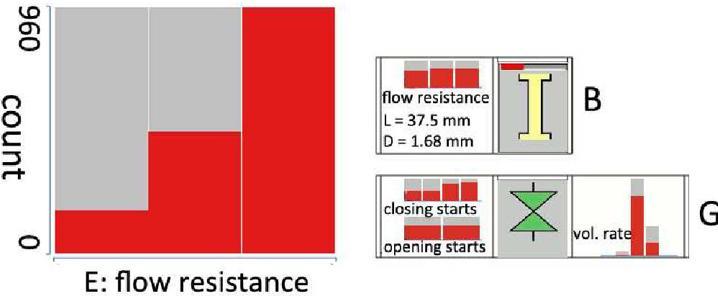 960
count
0
E: flow resistance
flow resistance
L = 37.5 mm
D = 1.68 mm
B
closing starts
opening starts
vol. rate
G